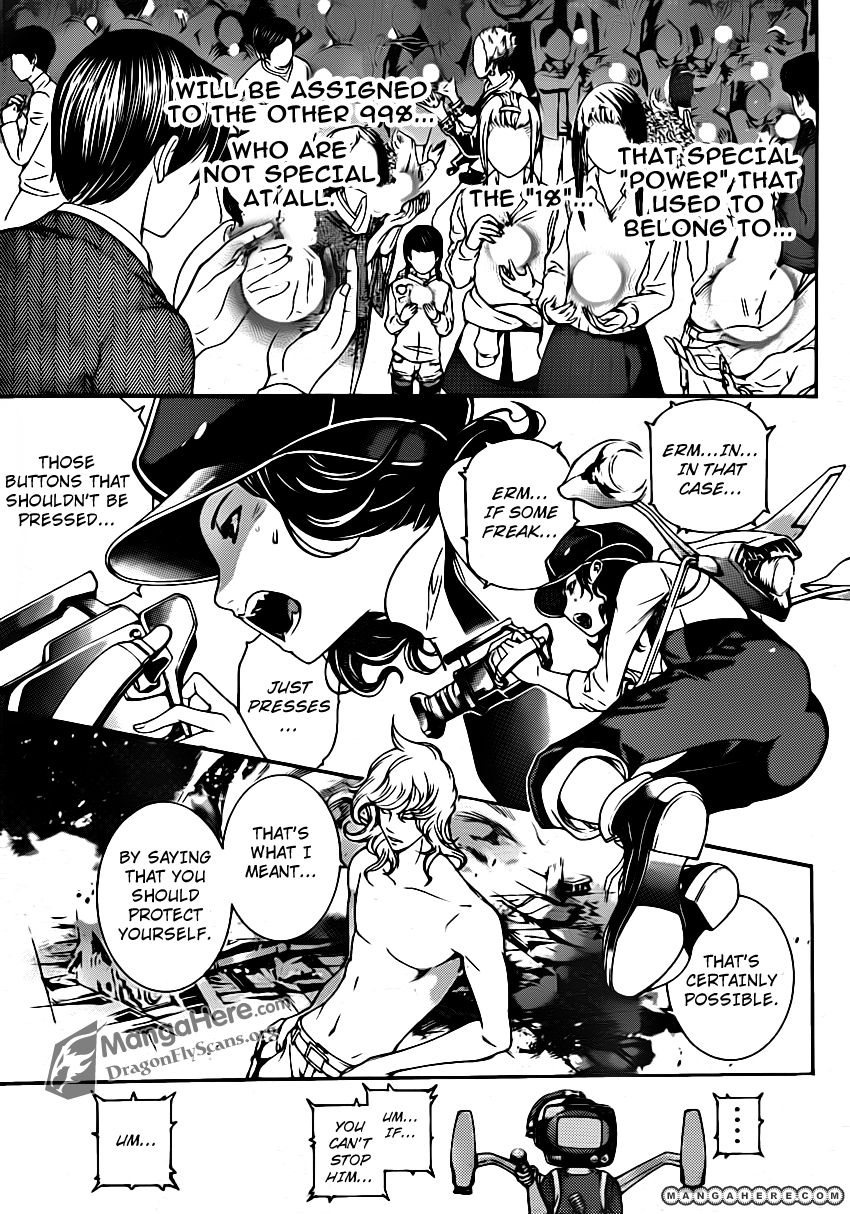 THAT SPECIAL
"POWER" THAT
USED TO
BELONG TO...
THE "1%"...
WILL BE ASSIGNED
TO THE OTHER 99%...
WHO ARE
NOT SPECIAL
AT ALL.
ERM...IN...
IN THAT
CASE...
ERM...
IF SOME
FREAK...
JUST
PRESSES
...
THOSE
BUTTONS THAT
SHOULDN'T BE
PRESSED...
THAT'S
CERTAINLY
POSSIBLE.
THAT'S
WHAT I
MEANT...
BY SAYING
THAT YOU
SHOULD
PROTECT
YOURSELF.
MangaHere.com
DragonFlyScans.org
...
UM...
IF...
YOU
CAN'T
STOP
HIM...
UM...
MANGAHERE.COM